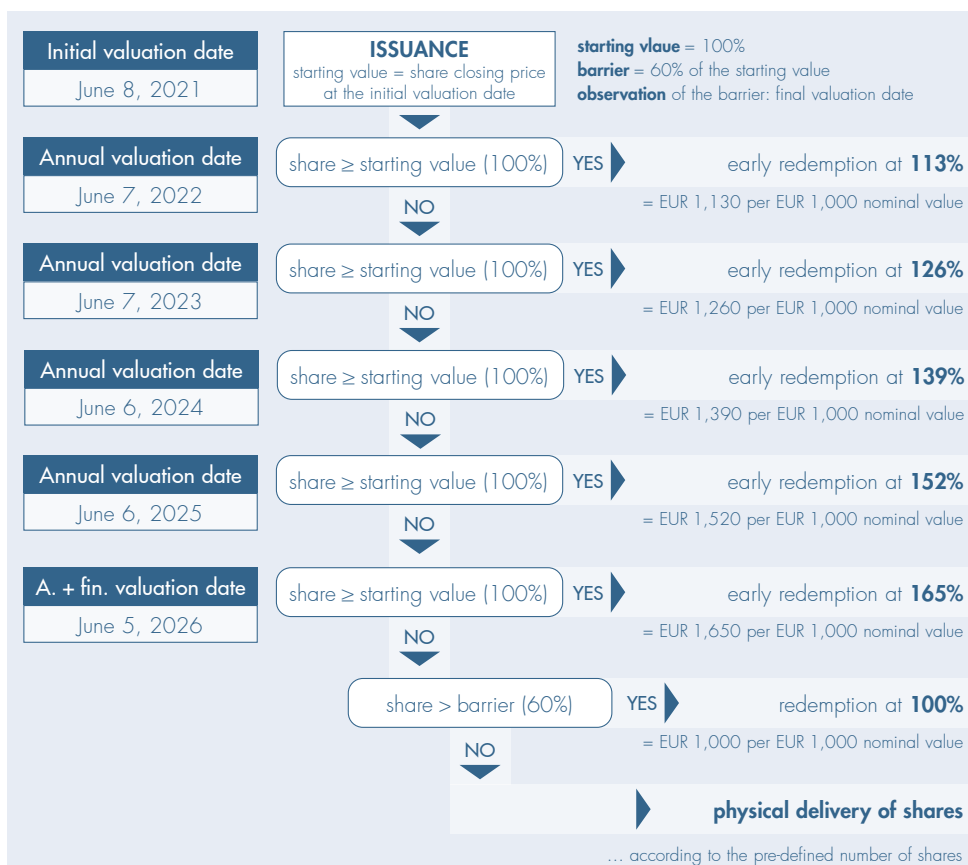 Initial valuation date
June 8, 2021
ISSUANCE
starting value = share closing price
at the initial valuation date
starting vlaue = 100%
barrier = 60% of the starting value
observation of the barrier: final valuation date
Annual valuation date
June 7, 2022
share ≥ starting value (100%)
YES
early redemption at 113%
= EUR 1,130 per EUR 1,000 nominal value
NO
Annual valuation date
June 7, 2023
share ≥ starting value (100%)
YES
early redemption at 126%
= EUR 1,260 per EUR 1,000 nominal value
NO
Annual valuation date
June 6, 2024
share ≥ starting value (100%)
YES
early redemption at 139%
= EUR 1,390 per EUR 1,000 nominal value
NO
Annual valuation date
June 6, 2025
share ≥ starting value (100%)
YES
early redemption at 152%
= EUR 1,520 per EUR 1,000 nominal value
NO
A. + fin. valuation date
June 5, 2026
share ≥ starting value (100%)
YES
early redemption at 165%
= EUR 1,650 per EUR 1,000 nominal value
NO
share > barrier (60%)
YES
redemption at 100%
= EUR 1,000 per EUR 1,000 nominal value
NO
physical delivery of shares
... according to the pre-defined number of shares